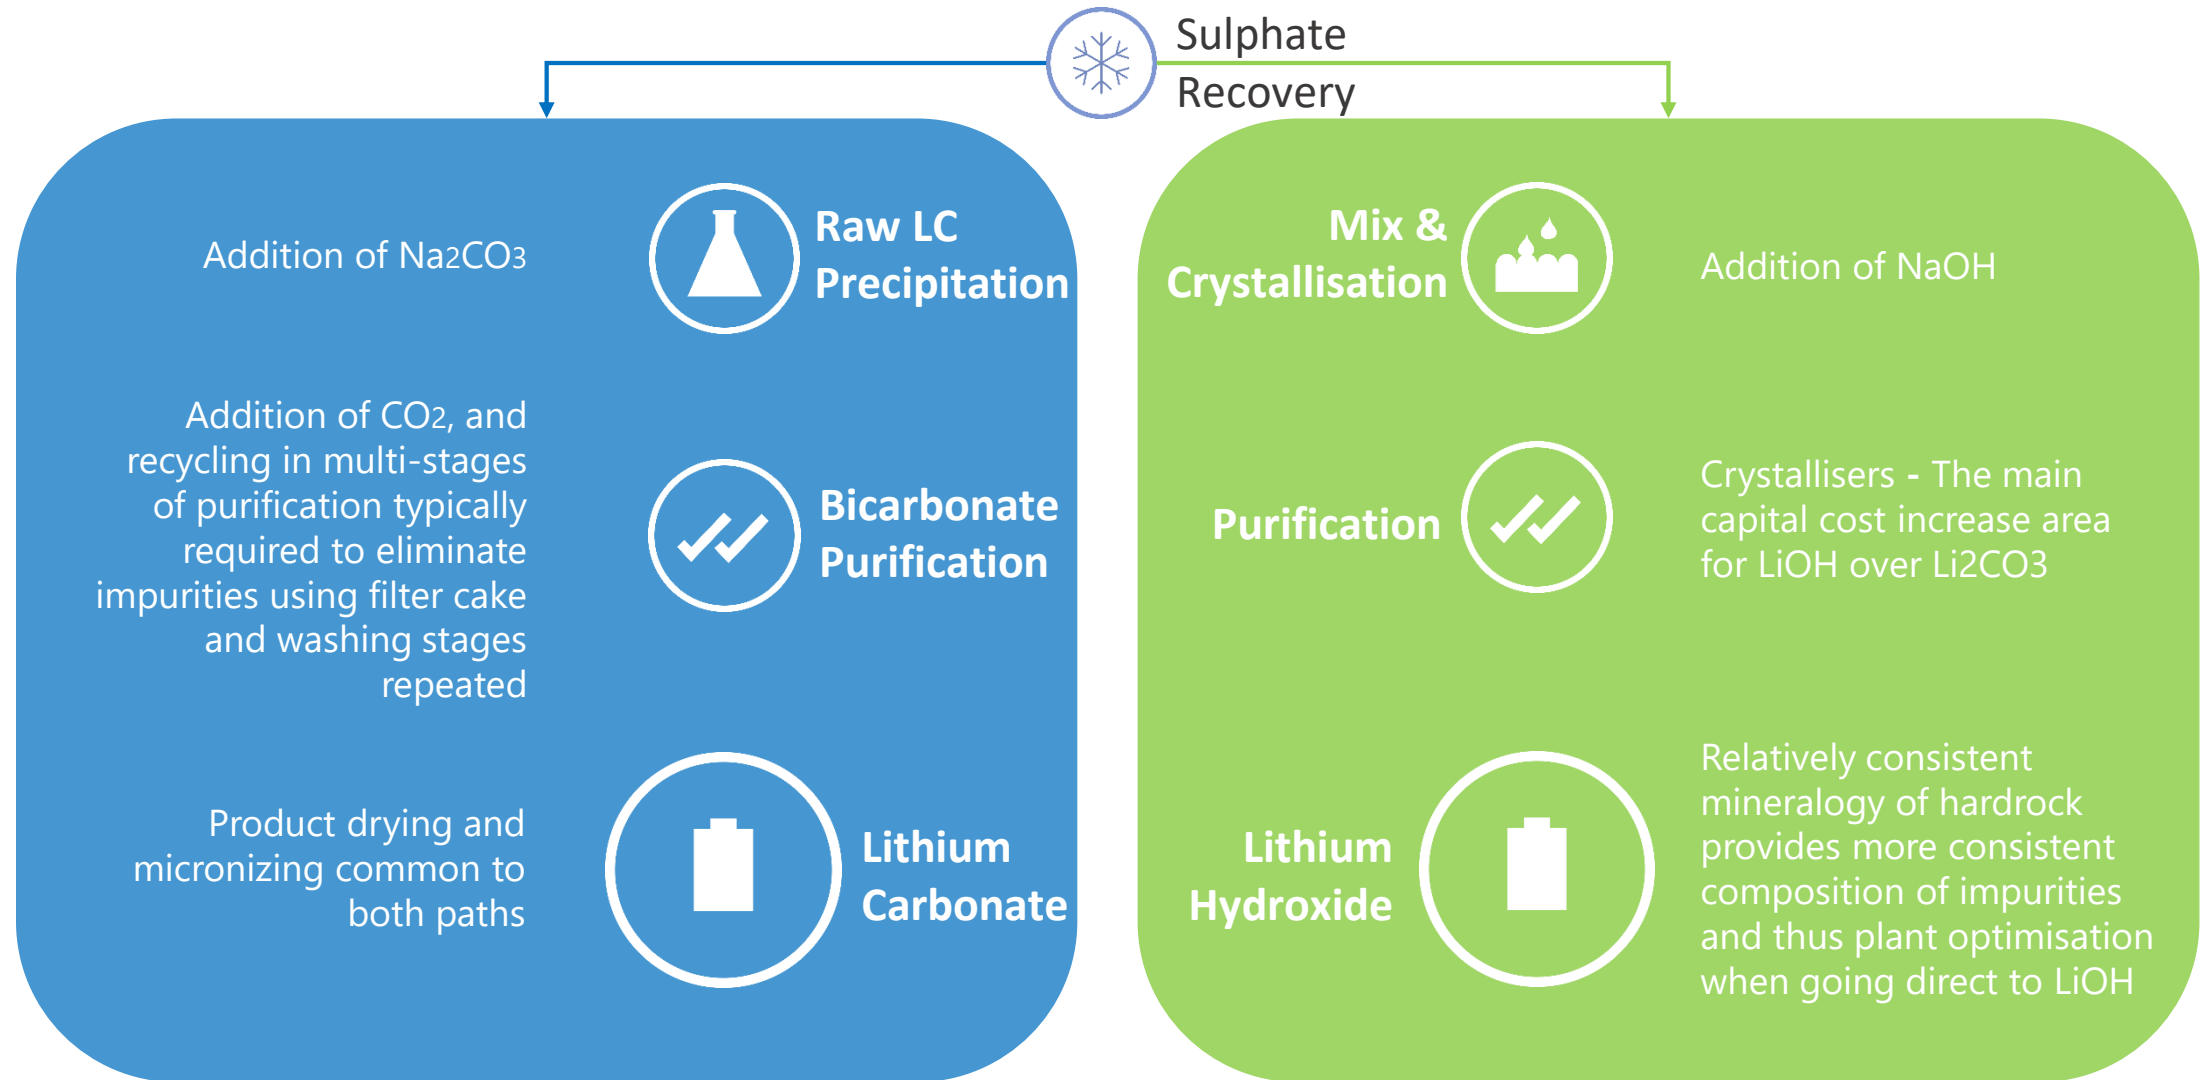 Sulphate
Recovery
Addition of Na2CO3
Raw LC
Precipitation
Addition of CO2, and
recycling in multi-stages
of purification typically
required to eliminate
impurities using filter cake
and washing stages
repeated
Bicarbonate
Purification
Product drying and
micronizing common to
both paths
Lithium
Carbonate
Mix &
Crystallisation
Addition of NaOH
Purification
Crystallisers - The main
capital cost increase area
for LiOH over Li2CO3
Lithium
Hydroxide
Relatively consistent
mineralogy of hardrock
provides more consistent
composition of impurities
and thus plant optimisation
when going direct to LiOH